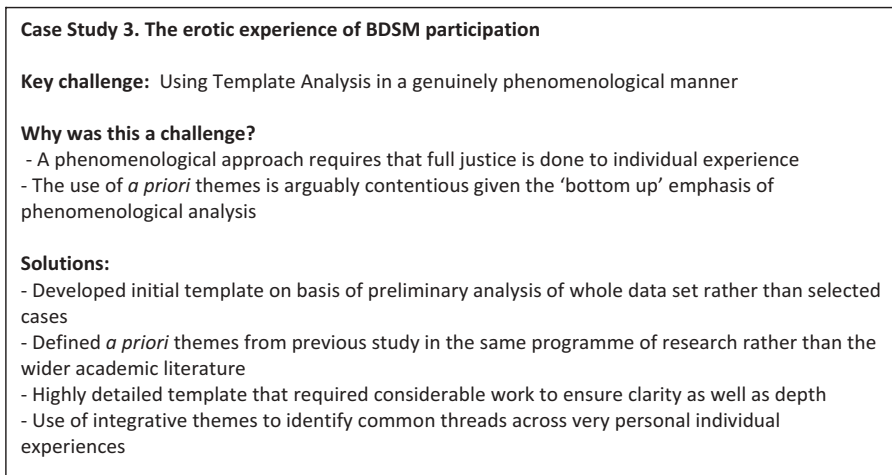 Case Study 3. The erotic experience of BDSM participation
Key challenge: Using Template Analysis in a genuinely phenomenological manner
Why was this a challenge?
- A phenomenological approach requires that full justice is done to individual experience
- The use of a priori themes is arguably contentious given the ‘bottom up’ emphasis of
phenomenological analysis
Solutions:
- Developed initial template on basis of preliminary analysis of whole data set rather than selected
cases
- Defined a priori themes from previous study in the same programme of research rather than the
wider academic literature
- Highly detailed template that required considerable work to ensure clarity as well as depth
- Use of integrative themes to identify common threads across very personal individual
experiences